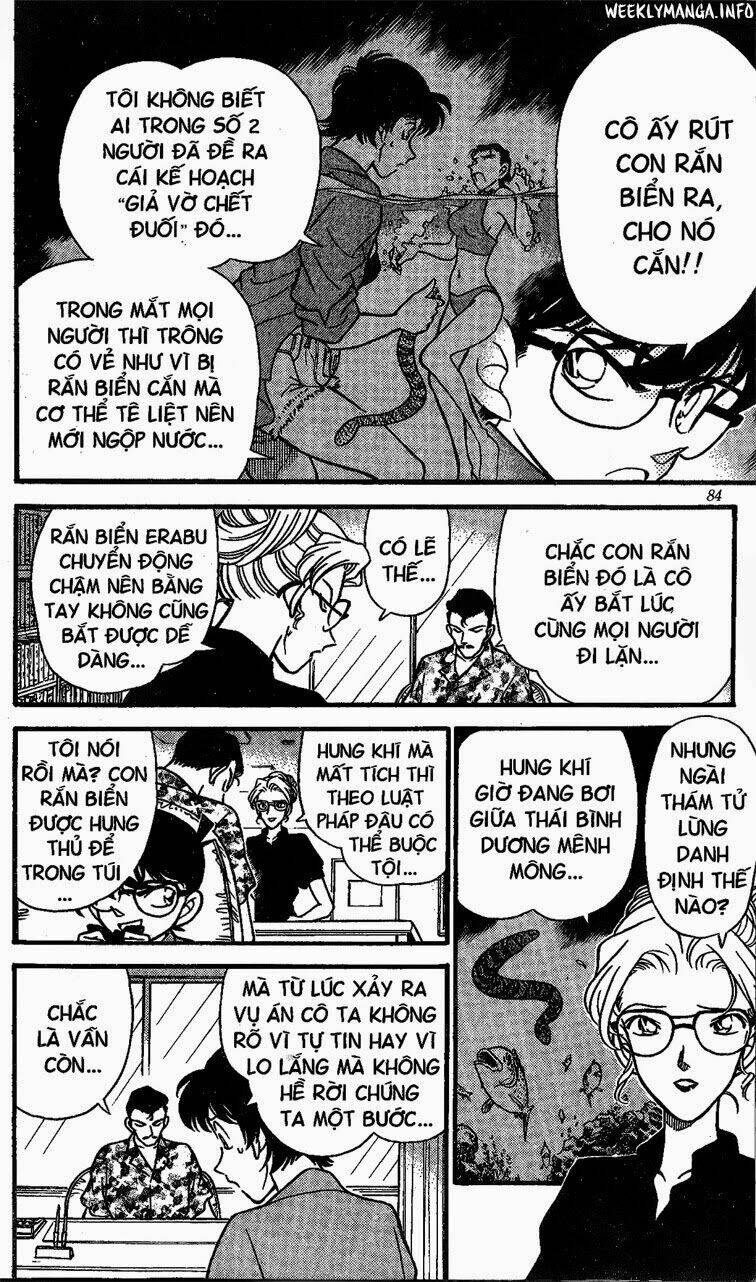 WEEKLYMANGA.INFO
CÔ ẤY RÚT
CON RẮN
BIỂN RA,
CHO NÓ
CẮN!!
TÔI KHÔNG BIẾT
AI TRONG SỐ 2
NGƯỜI ĐÃ ĐỀ RA
CÁI KẾ HOẠCH
“GIẢ VỜ CHẾT
ĐUỐI” ĐÓ...
TRONG MẮT MỌI
NGƯỜI THÌ TRÔNG
CÓ VẺ NHƯ VÌ BỊ
RẮN BIỂN CẮN MÀ
CƠ THỂ TÊ LIỆT NÊN
MỚI NGỘP NƯỚC...
84
CHẮC CON RẮN
BIỂN ĐÓ LÀ CÔ
ẤY BẮT LÚC
CÙNG MỌI NGƯỜI
ĐI LẶN...
CÓ LẼ
THẾ...
RẮN BIỂN ERABU
CHUYỂN ĐỘNG
CHẬM NÊN BẰNG
TAY KHÔNG CŨNG
BẮT ĐƯỢC DỄ
DÀNG...
NHƯNG
NGÀI
THÁM TỬ
LỪNG
DANH
ĐỊNH THẾ
NÀO?
HUNG KHÍ
GIỜ ĐANG BƠI
GIỮA THÁI BÌNH
DƯƠNG MÊNH
MÔNG...
HUNG KHÍ MÀ
MẤT TÍCH THÌ
THEO LUẬT
PHÁP ĐÂU CÓ
THỂ BUỘC
TỘI...
TÔI NÓI
RỒI MÀ? CON
RẮN BIỂN
ĐƯỢC HUNG
THỦ ĐỂ
TRONG TÚI
...
MÀ TỪ LÚC XẢY RA
VỤ ÁN CÔ TA KHÔNG
RÕ VÌ TỰ TIN HAY VÌ
LO LẮNG MÀ KHÔNG
HỀ RỜI CHÚNG
TA MỘT BƯỚC...
CHẮC
LÀ VẪN
CÒN...